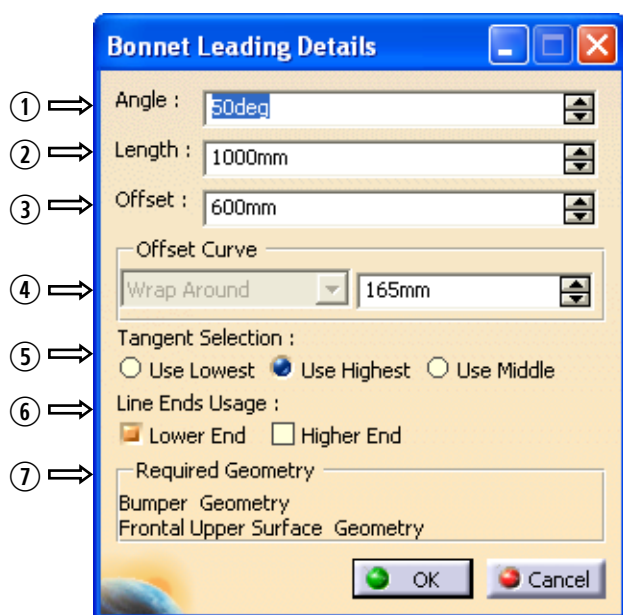 Bonnet Leading Details
① Angle : 50deg
② Length : 1000mm
③ Offset : 600mm
Offset Curve
④ Wrap Around 165mm
⑤ Tangent Selection :
Use Lowest Use Highest Use Middle
⑥ Line Ends Usage :
Lower End Higher End
⑦ Required Geometry
Bumper Geometry
Frontal Upper Surface Geometry
OK Cancel